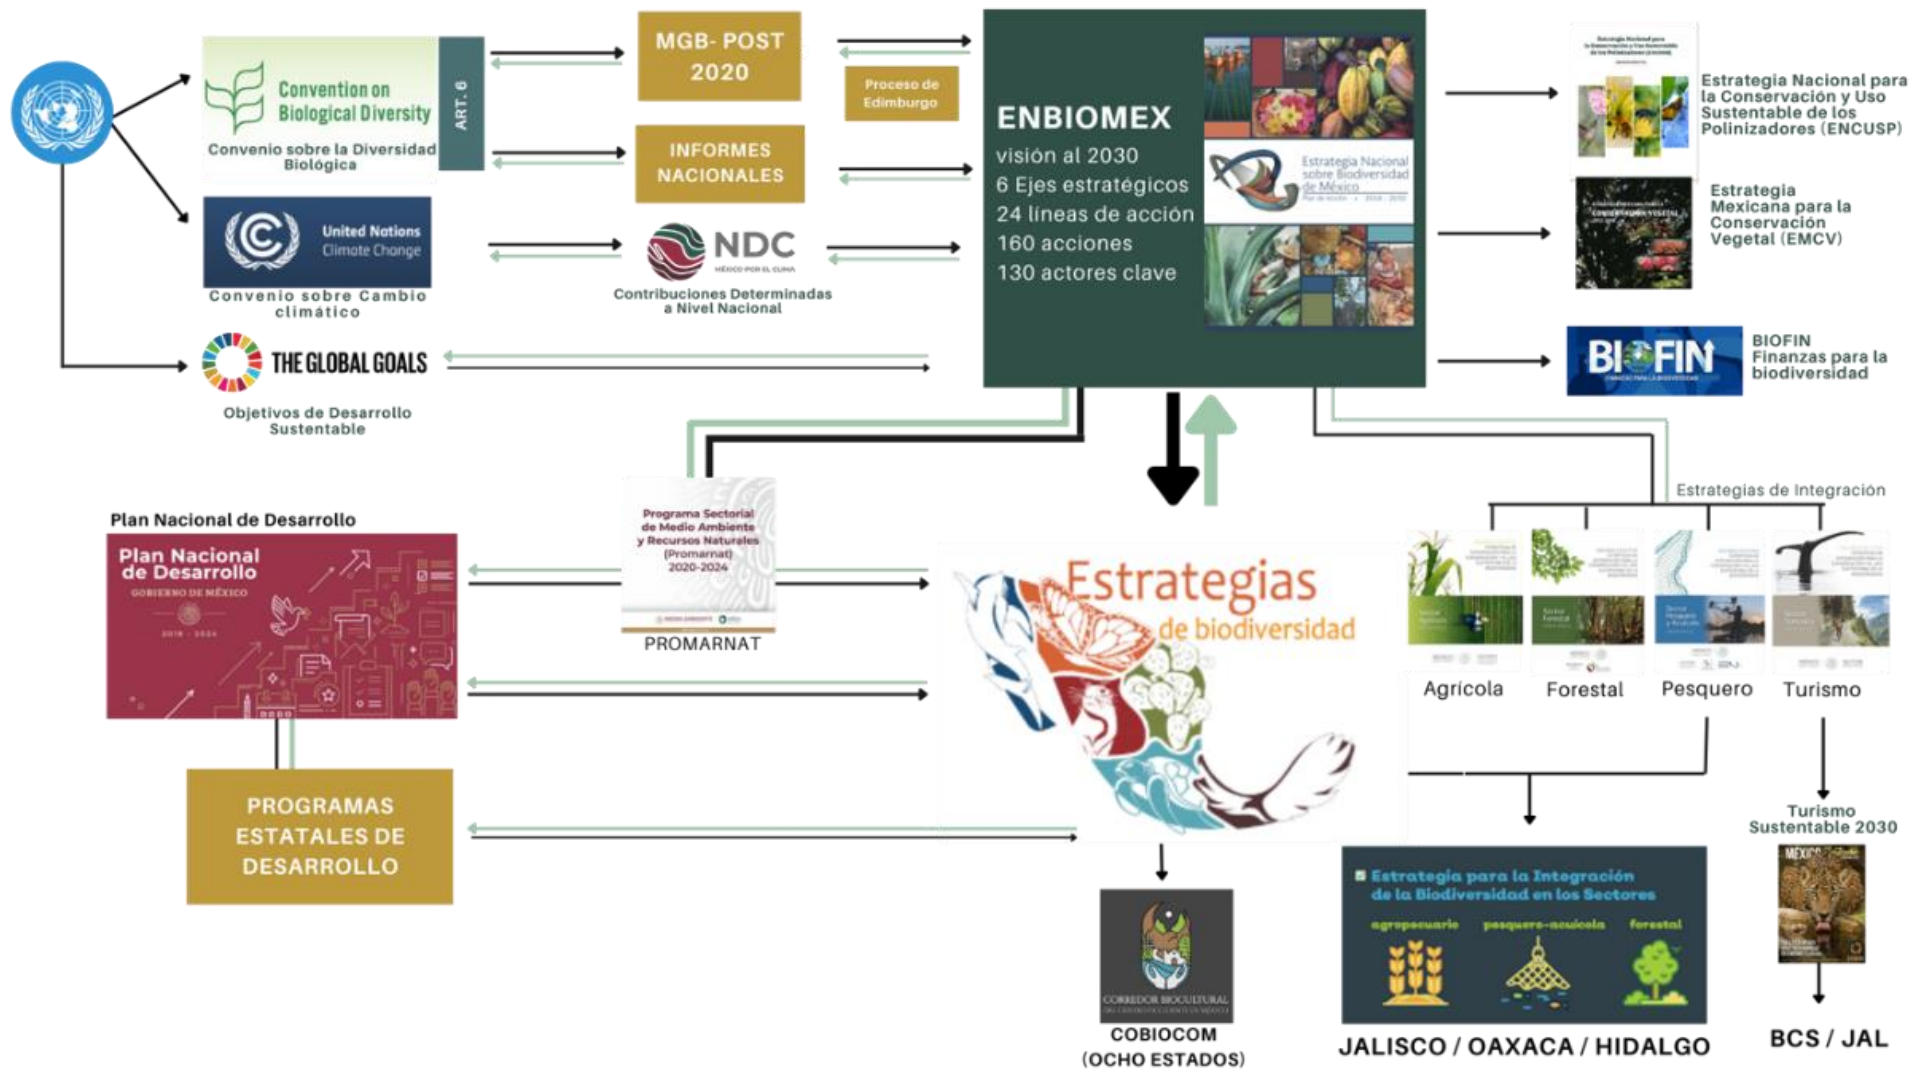 Convention on
Biological Diversity
Convenio sobre la Diversidad
Biológica
ART. 6
United Nations
Climate Change
Convenio sobre Cambio
climático
THE GLOBAL GOALS
Objetivos de Desarrollo
Sustentable
MGB- POST
2020
INFORMES
NACIONALES
NDC
MÉXICO POR EL CLIMA
Contribuciones Determinadas
a Nivel Nacional
Proceso de
Edimburgo
ENBIOMEX
visión al 2030
6 Ejes estratégicos
24 líneas de acción
160 acciones
130 actores clave
Estrategia Nacional
sobre Biodiversidad
de México
Estrategia Nacional para
la Conservación y Uso
Sustentable de los
Polinizadores (ENCUSP)
Estrategia
Mexicana para la
Conservación
Vegetal (EMCV)
BIOFIN
BIOFIN
Finanzas para la
biodiversidad
Plan Nacional de Desarrollo
Plan Nacional
de Desarrollo
GOBIERNO DE MÉXICO
2019 - 2024
PROGRAMAS
ESTATALES DE
DESARROLLO
Programa Sectorial
de Medio Ambiente
y Recursos Naturales
(Promarnat)
2020-2024
MEDIO AMBIENTE
PROMARNAT
Estrategias
de biodiversidad
CORREDOR BIOCULTURAL
COBIOCOM
(OCHO ESTADOS)
Estrategias de Integración
Agrícola
Forestal
Pesquero
Turismo
Estrategia para la Integración
de la Biodiversidad en los Sectores
agropecuario
pesquero-acuícola
forestal
JALISCO / OAXACA / HIDALGO
Turismo
Sustentable 2030
MÉXICO
BCS / JAL